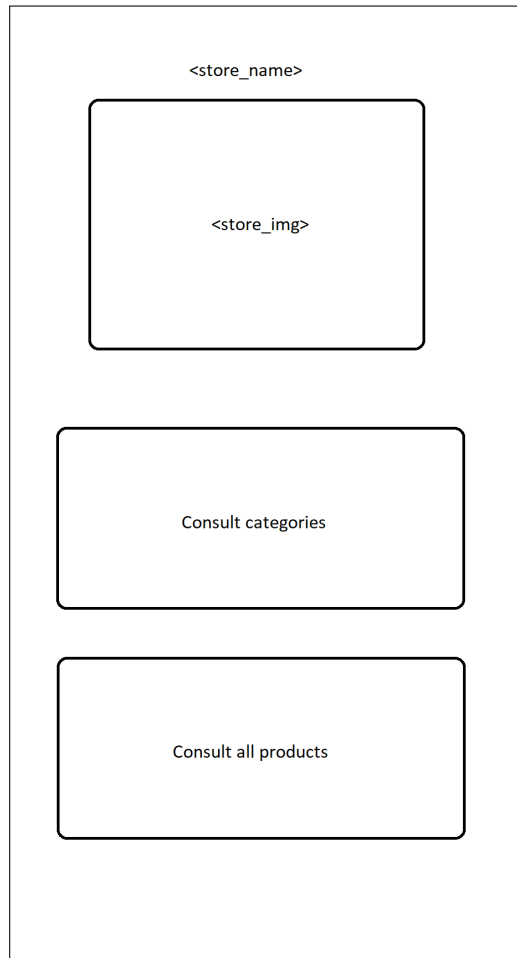 <store_name>
<store_img>
Consult categories
Consult all products